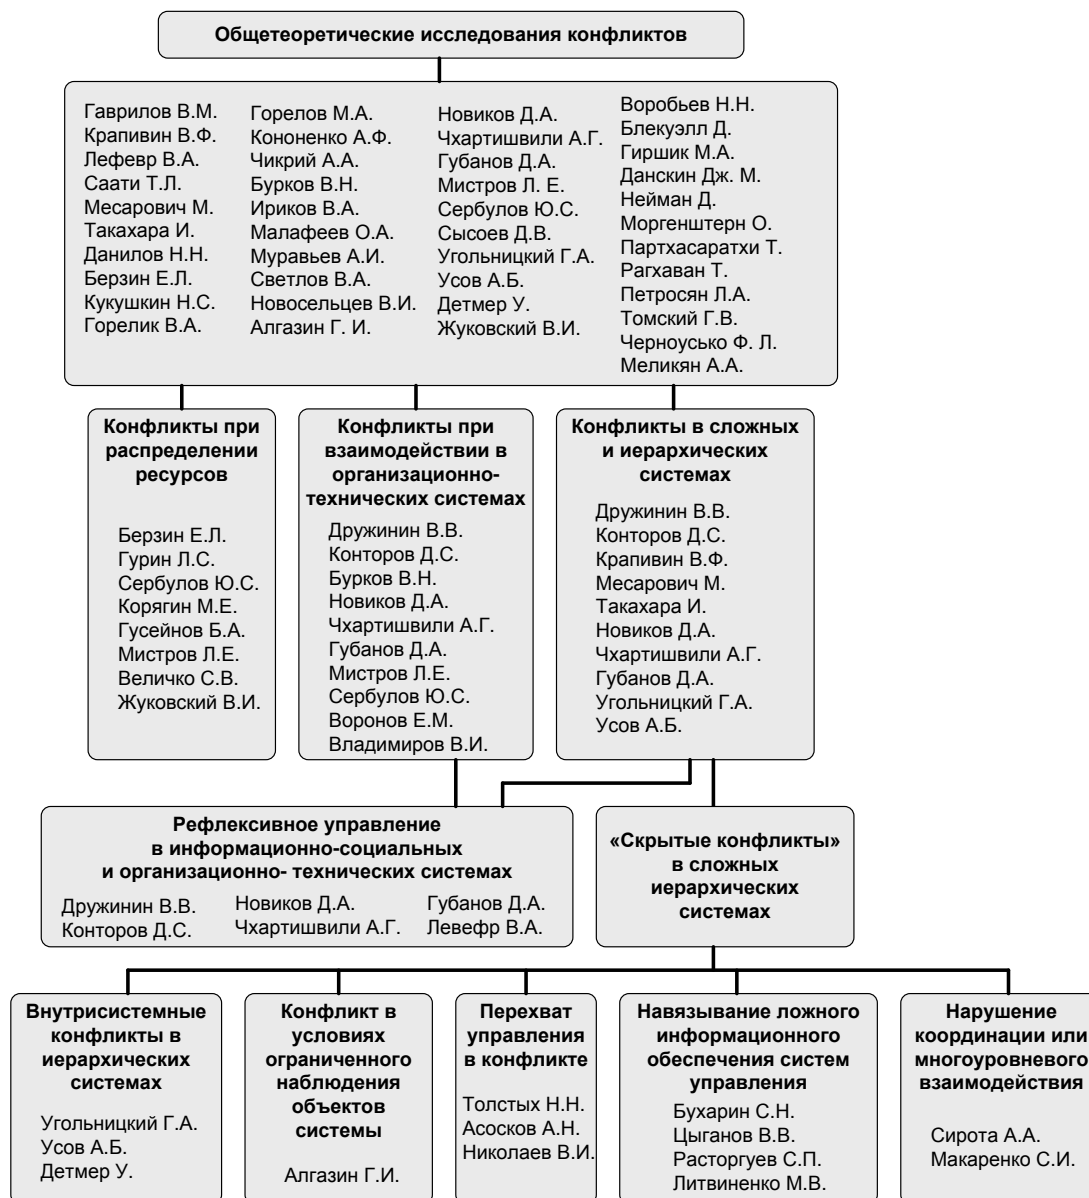 Общетеоретические исследования конфликтов
Гаврилов В.М.
Крапивин В.Ф.
Лефевр В.А.
Саати Т.Л.
Месарович М.
Такахара И.
Данилов Н.Н.
Берзин Е.Л.
Кукушкин Н.С.
Горелик В.А.
Горелов М.А.
Кононенко А.Ф.
Чикрий А.А.
Бурков В.Н.
Ириков В.А.
Малафеев О.А.
Муравьев А.И.
Светлов В.А.
Новосельцев В.И.
Алгазин Г. И.
Новиков Д.А.
Чхартишвили А.Г.
Губанов Д.А.
Мистров Л. Е.
Сербулов Ю.С.
Сысоев Д.В.
Угольницкий Г.А.
Усов А.Б.
Детмер У.
Жуковский В.И.
Воробьев Н.Н.
Блекуэлл Д.
Гиршик М.А.
Данскин Дж. М.
Нейман Д.
Моргенштерн О.
Партхасаратхи Т.
Рагхаван Т.
Петросян Л.А.
Томский Г.В.
Черноусько Ф. Л.
Меликян А.А.
Конфликты при
распределении
ресурсов
Берзин Е.Л.
Гурин Л.С.
Сербулов Ю.С.
Корягин М.Е.
Гусейнов Б.А.
Мистров Л.Е.
Величко С.В.
Жуковский В.И.
Конфликты при
взаимодействии в
организационно-
технических системах
Дружинин В.В.
Конторов Д.С.
Бурков В.Н.
Новиков Д.А.
Чхартишвили А.Г.
Губанов Д.А.
Мистров Л.Е.
Сербулов Ю.С.
Воронов Е.М.
Владимиров В.И.
Конфликты в сложных
и иерархических
системах
Дружинин В.В.
Конторов Д.С.
Крапивин В.Ф.
Месарович М.
Такахара И.
Новиков Д.А.
Чхартишвили А.Г.
Губанов Д.А.
Угольницкий Г.А.
Усов А.Б.
Рефлексивное управление
в информационно-социальных
и организационно- технических системах
Дружинин В.В.
Конторов Д.С.
Новиков Д.А.
Чхартишвили А.Г.
Губанов Д.А.
Левефр В.А.
«Скрытые конфликты»
в сложных
иерархических
системах
Внутрисистемные
конфликты в
иерархических
системах
Угольницкий Г.А.
Усов А.Б.
Детмер У.
Конфликт в
условиях
ограниченного
наблюдения
объектов
системы
Алгазин Г.И.
Перехват
управления
в конфликте
Толстых Н.Н.
Асосков А.Н.
Николаев В.И.
Навязывание ложного
информационного
обеспечения систем
управления
Бухарин С.Н.
Цыганов В.В.
Расторгуев С.П.
Литвиненко М.В.
Нарушение
координации или
многоуровневого
взаимодействия
Сирота А.А.
Макаренко С.И.